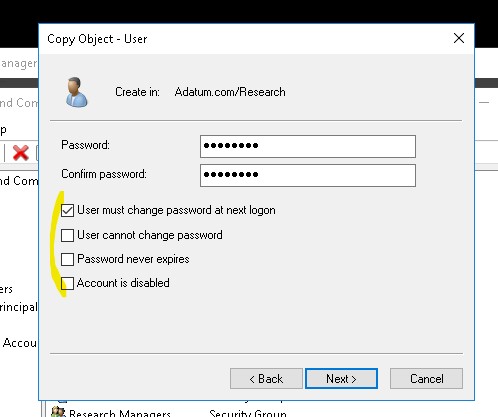 Copy Object - User
anager
Create in: Adatum.com/Research
nd Com
p
Password:
Confirm password:
nd Com
User must change password at next logon
User cannot change password
Password never expires
Account is disabled
ers
rincipal
Accou
< Back
Next >
Cancel
Research Managers
Security Group